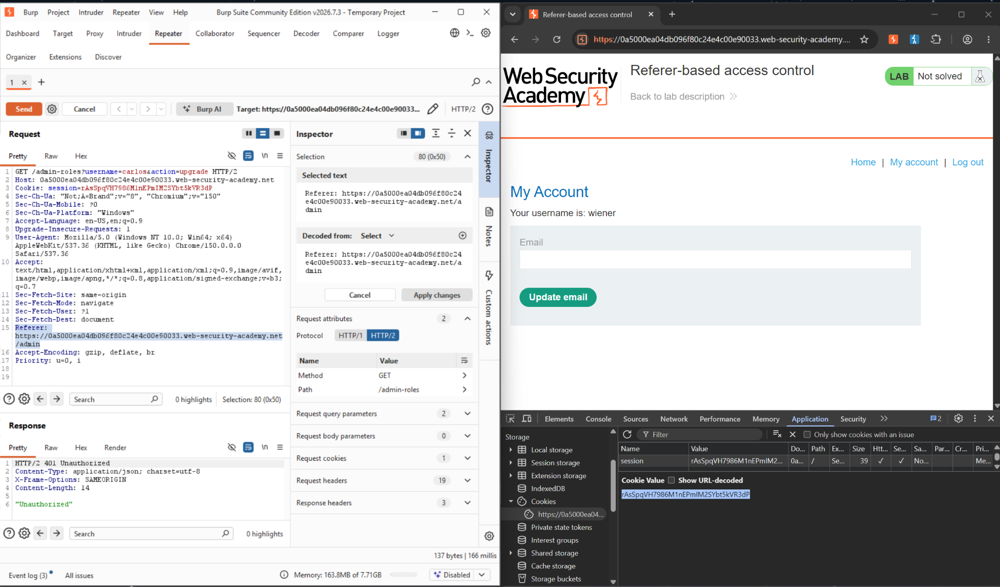 Burp Project Intruder Repeater View Help Burp Suite Community Edition v2026.7.3 - Temporary Project
Dashboard Target Proxy Intruder Repeater Collaborator Sequencer Decoder Comparer Logger
Organizer Extensions Discover
1
Send Cancel Burp AI Target: https://0a5000ea04db096f80c24e4c00e90033... HTTP/2
Request
Pretty Raw Hex \n
1 GET /admin-roles?username=carlos&action=upgrade HTTP/2
2 Host: 0a5000ea04db096f80c24e4c00e90033.web-security-academy.net
3 Cookie: session=rAsSpqVH7986M1nEPmIM2SYbt5kVR3dP
4 Sec-Ch-Ua: "Not;A=Brand";v="8", "Chromium";v="150"
5 Sec-Ch-Ua-Mobile: ?0
6 Sec-Ch-Ua-Platform: "Windows"
7 Accept-Language: en-US,en;q=0.9
8 Upgrade-Insecure-Requests: 1
9 User-Agent: Mozilla/5.0 (Windows NT 10.0; Win64; x64)
AppleWebKit/537.36 (KHTML, like Gecko) Chrome/150.0.0.0
Safari/537.36
10 Accept:
text/html,application/xhtml+xml,application/xml;q=0.9,image/avif,
image/webp,image/apng,*/*;q=0.8,application/signed-exchange;v=b3;
q=0.7
11 Sec-Fetch-Site: same-origin
12 Sec-Fetch-Mode: navigate
13 Sec-Fetch-User: ?1
14 Sec-Fetch-Dest: document
15 Referer:
https://0a5000ea04db096f80c24e4c00e90033.web-security-academy.net
/admin
16 Accept-Encoding: gzip, deflate, br
17 Priority: u=0, i
18
19
Search 0 highlights Selection: 80 (0x50)
Response
Pretty Raw Hex Render \n
1 HTTP/2 401 Unauthorized
2 Content-Type: application/json; charset=utf-8
3 X-Frame-Options: SAMEORIGIN
4 Content-Length: 14
5
6 "Unauthorized"
Search 0 highlights
Inspector
Selection 80 (0x50)
Selected text
Referer: https://0a5000ea04db096f80c24
e4c00e90033.web-security-academy.net/a
dmin
Decoded from: Select
Referer: https://0a5000ea04db096f80c24
e4c00e90033.web-security-academy.net/a
dmin
Cancel Apply changes
Request attributes 2
Protocol HTTP/1 HTTP/2
Name Value
Method GET
Path /admin-roles
Request query parameters 2
Request body parameters 0
Request cookies 1
Request headers 19
Response headers 3
Inspector
Notes
Custom actions
137 bytes | 166 millis
Event log (3) All issues Memory: 163.8MB of 7.71GB Disabled
Referer-based access control
https://0a5000ea04db096f80c24e4c00e90033.web-security-academy....
Web Security
Academy
Referer-based access control
Back to lab description
LAB Not solved
Home | My account | Log out
My Account
Your username is: wiener
Email
Update email
Elements Console Sources Network Performance Memory Application Security 2
Storage
Local storage
Session storage
Extension storage
IndexedDB
Cookies
https://0a5000ea04...
Private state tokens
Interest groups
Shared storage
Cache storage
Storage buckets
Filter Only show cookies with an issue
Name Value Do... Path Ex... Size Htt... Se... Sa... Par... Cr... Pri...
session rAsSpqVH7986M1nEPmIM2... 0a... / Se... 39 ✓ ✓ No... Me...
Cookie Value Show URL-decoded
rAsSpqVH7986M1nEPmIM2SYbt5kVR3dP